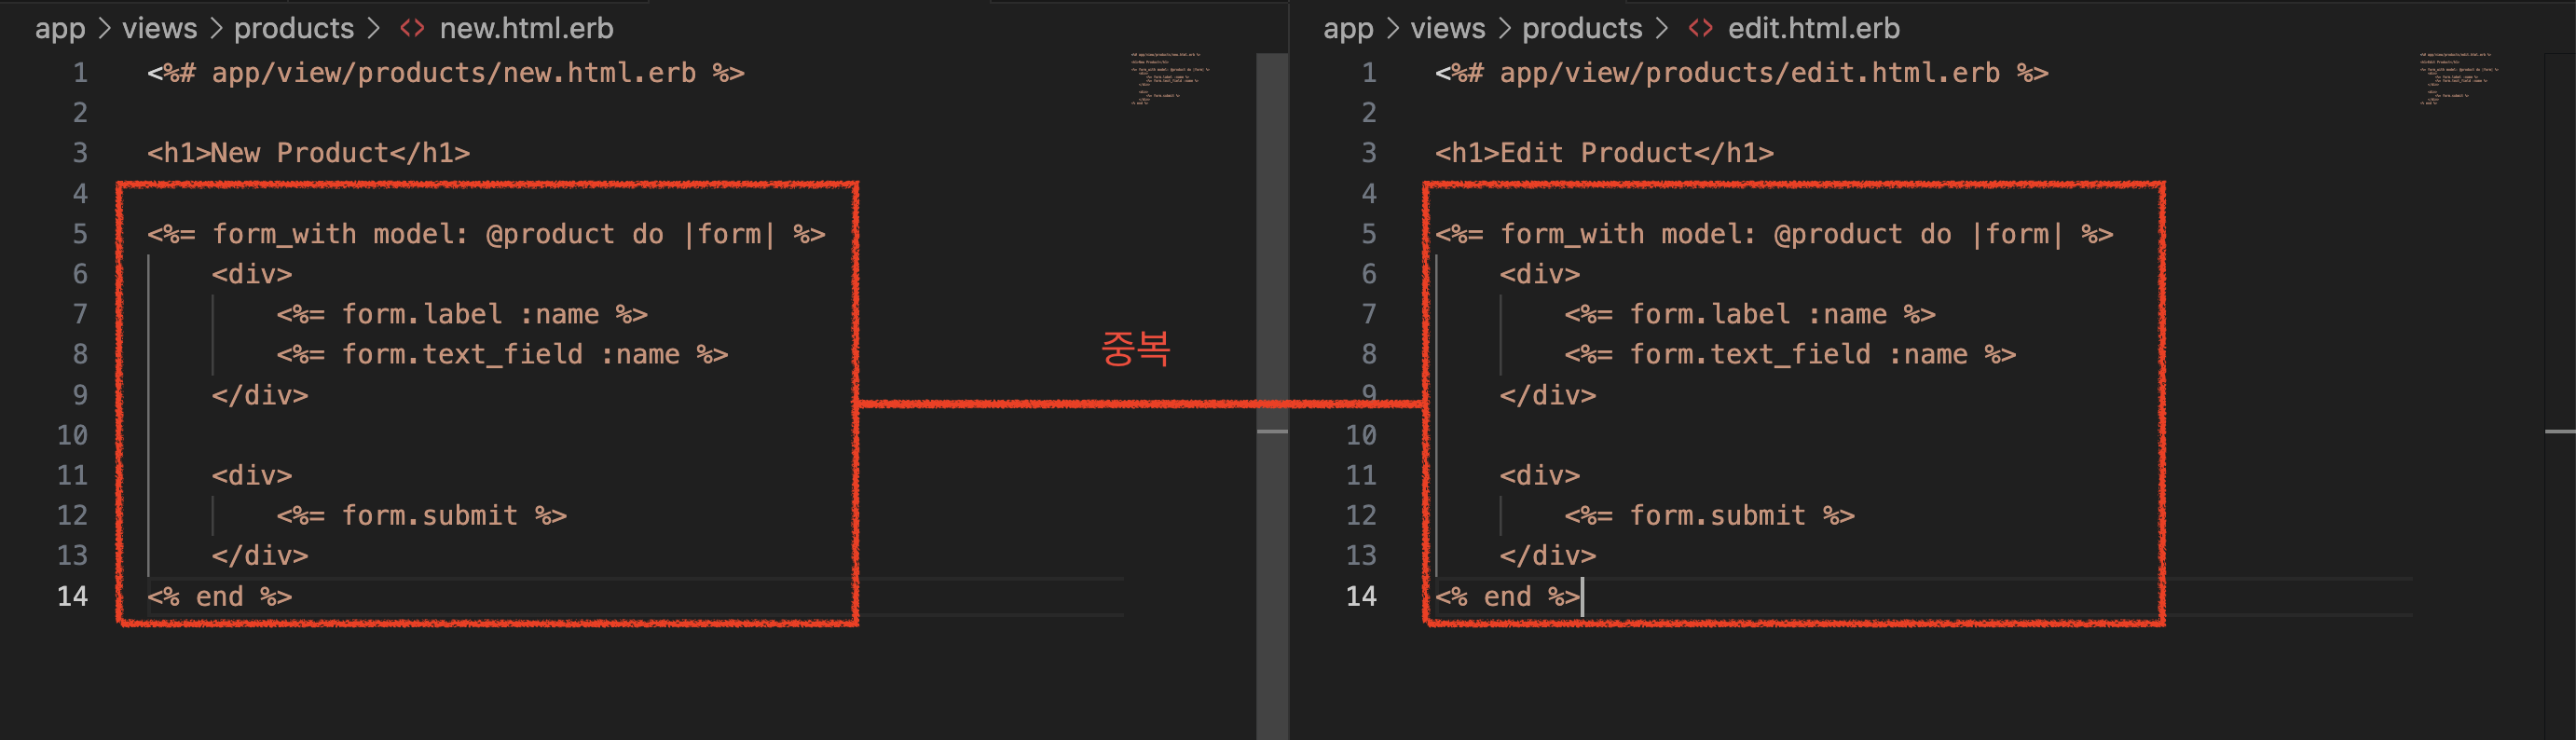 app > views > products > <> new.html.erb
1 <%# app/view/products/new.html.erb %>
2
3 <h1>New Product</h1>
4
5 <%= form_with model: @product do |form| %>
6     <div>
7         <%= form.label :name %>
8         <%= form.text_field :name %>
9     </div>
10
11     <div>
12         <%= form.submit %>
13     </div>
14 <% end %>
중복
app > views > products > <> edit.html.erb
1 <%# app/view/products/edit.html.erb %>
2
3 <h1>Edit Product</h1>
4
5 <%= form_with model: @product do |form| %>
6     <div>
7         <%= form.label :name %>
8         <%= form.text_field :name %>
9     </div>
10
11     <div>
12         <%= form.submit %>
13     </div>
14 <% end %>